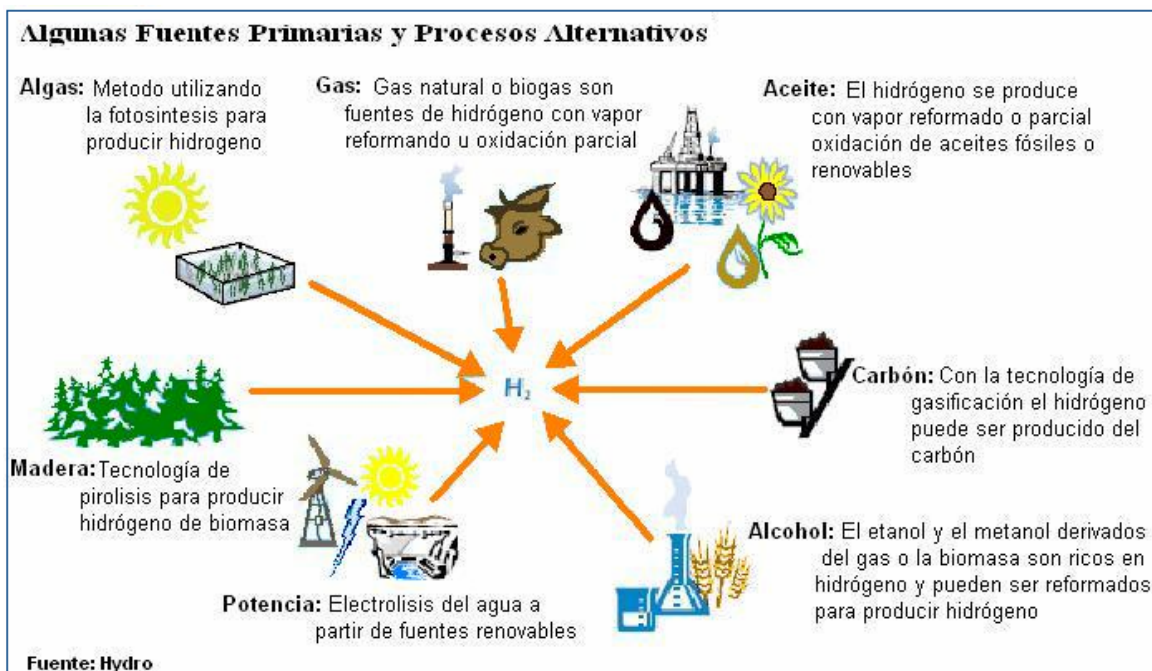 Algunas Fuentes Primarias y Procesos Alternativos
Algas: Metodo utilizando
la fotosintesis para
producir hidrogeno
Gas: Gas natural o biogas son
fuentes de hidrógeno con vapor
reformando u oxidación parcial
Aceite: El hidrógeno se produce
con vapor reformado o parcial
oxidación de aceites fósiles o
renovables
H₂
Carbón: Con la tecnología de
gasificación el hidrógeno
puede ser producido del
carbón
Madera: Tecnología de
pirolisis para producir
hidrógeno de biomasa
Alcohol: El etanol y el metanol derivados
del gas o la biomasa son ricos en
hidrógeno y pueden ser reformados
para producir hidrógeno
Potencia: Electrolisis del agua a
partir de fuentes renovables
Fuente: Hydro